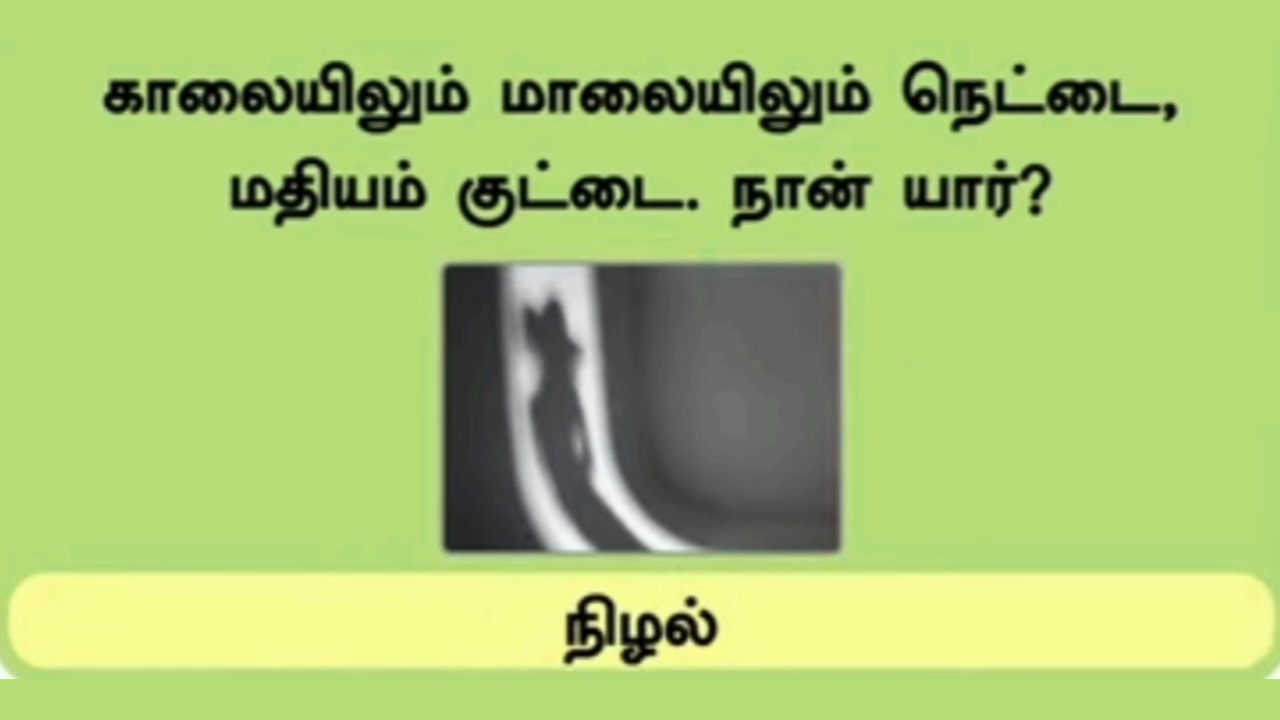 காலையிலும் மாலையிலும் நெட்டை,
மதியம் குட்டை. நான் யார்?
நிழல்